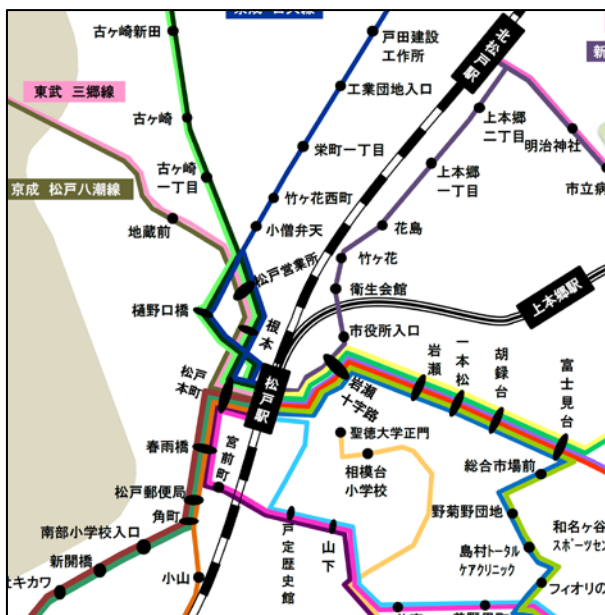 古ヶ崎新田
戸田建設
工作所
北松戸駅
新
東武 三郷線
工業団地入口
上本郷
二丁目
古ヶ崎
明治神社
栄町一丁目
古ヶ崎
一丁目
上本郷
一丁目
市立病
京成 松戸八潮線
竹ヶ花西町
地蔵前
小僧弁天
花島
竹ヶ花
松戸営業所
衛生会館
上本郷駅
樋野口橋
根本
市役所入口
松戸
本町
松戸駅
岩瀬
十字路
岩瀬
一本松
胡録台
富士見台
聖徳大学正門
春雨橋
宮前町
相模台
小学校
総合市場前
松戸郵便局
角町
野菊野団地
南部小学校入口
戸定歴史館
山下
和名ヶ谷
スポーツセン
新開橋
島村トータル
ケアクリニック
小山
キカワ
フィオリの